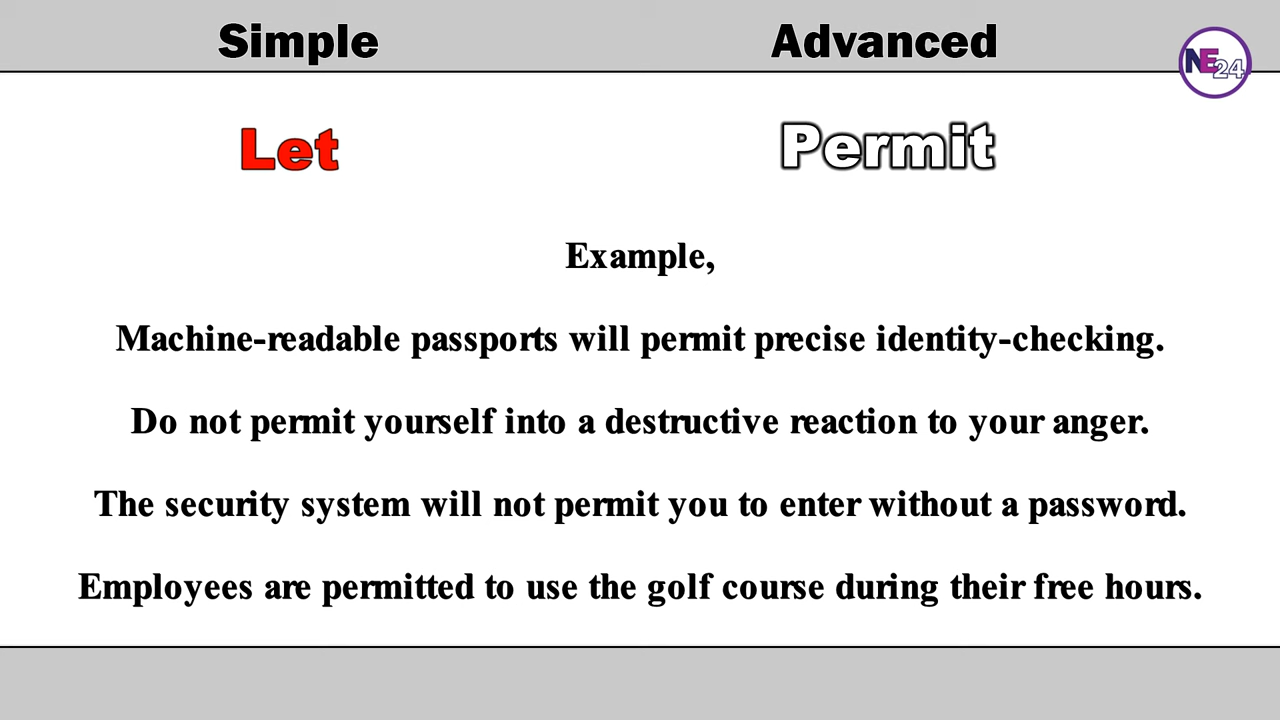 Simple Advanced
NE24
Let Permit
Example,
Machine-readable passports will permit precise identity-checking.
Do not permit yourself into a destructive reaction to your anger.
The security system will not permit you to enter without a password.
Employees are permitted to use the golf course during their free hours.